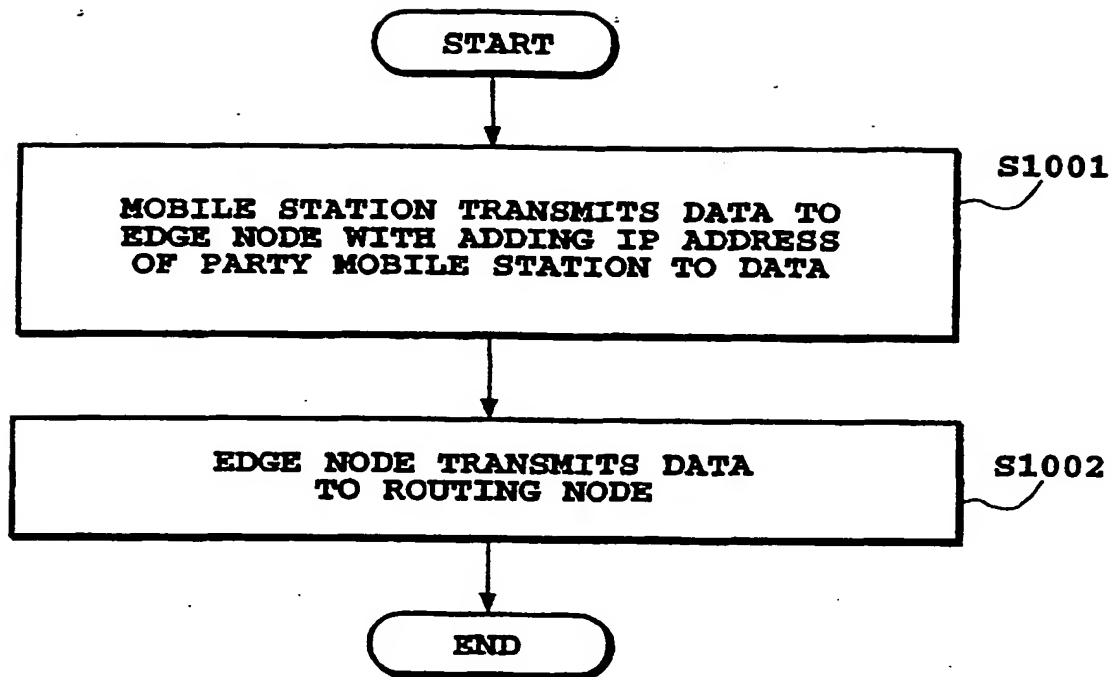 START
S1001
MOBILE STATION TRANSMITS DATA TO
EDGE NODE WITH ADDING IP ADDRESS
OF PARTY MOBILE STATION TO DATA
EDGE NODE TRANSMITS DATA
TO ROUTING NODE
S1002
END